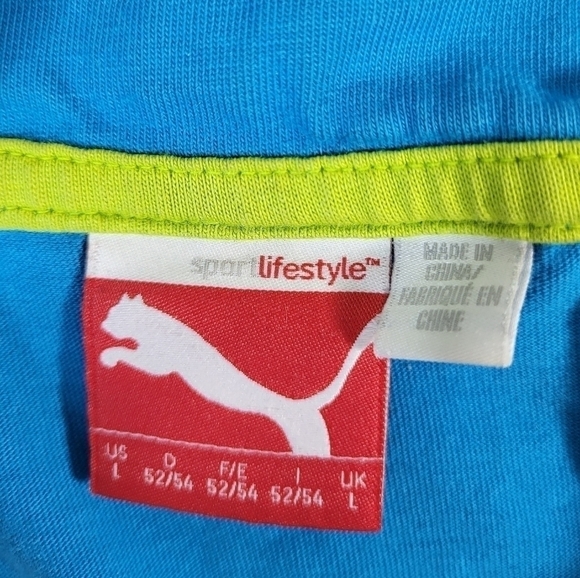 sportlifestyle™
MADE IN
CHINA/
FABRIQUÉ EN
CHINE
US D F/E I UK
L 52/54 52/54 52/54 L